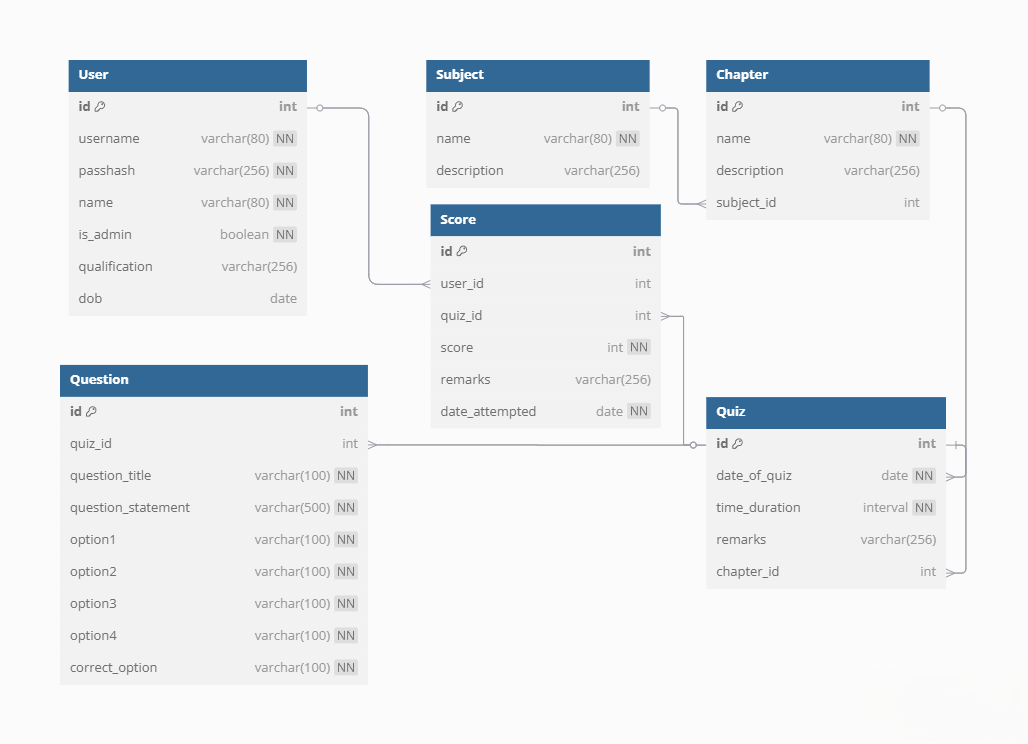 User
id int
username varchar(80) NN
passhash varchar(256) NN
name varchar(80) NN
is_admin boolean NN
qualification varchar(256)
dob date
Subject
id int
name varchar(80) NN
description varchar(256)
Chapter
id int
name varchar(80) NN
description varchar(256)
subject_id int
Score
id int
user_id int
quiz_id int
score int NN
remarks varchar(256)
date_attempted date NN
Question
id int
quiz_id int
question_title varchar(100) NN
question_statement varchar(500) NN
option1 varchar(100) NN
option2 varchar(100) NN
option3 varchar(100) NN
option4 varchar(100) NN
correct_option varchar(100) NN
Quiz
id int
date_of_quiz date NN
time_duration interval NN
remarks varchar(256)
chapter_id int